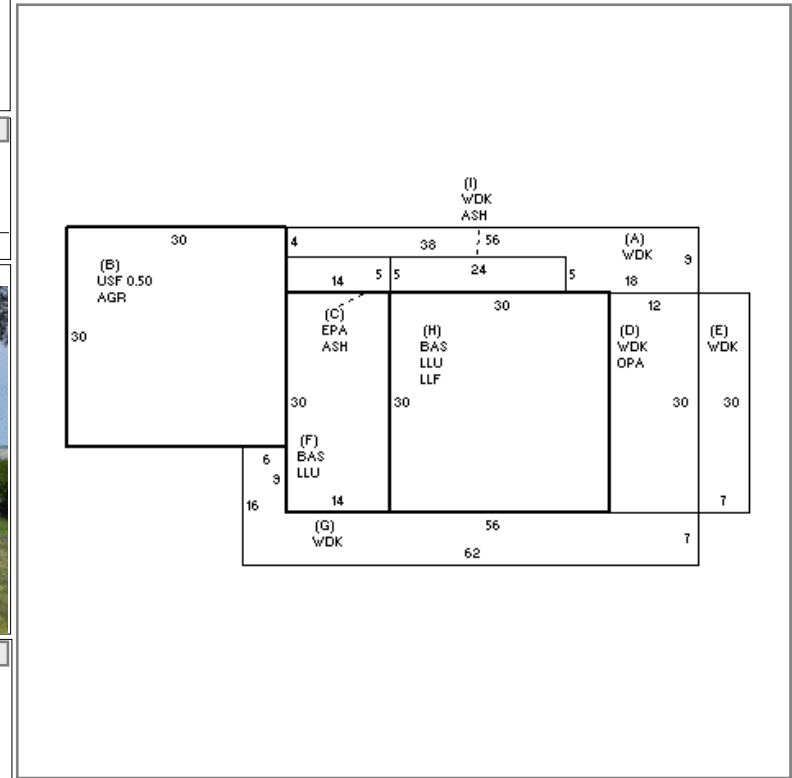 (I)
WDK
ASH
30
4
38
56
(A)
WDK
9
(B)
USF 0.50
AGR
14
5
5
24
5
18
30
12
(C)
EPA
ASH
(H)
BAS
LLU
LLF
(D)
WDK
OPA
(E)
WDK
30
30
30
30
30
(F)
BAS
LLU
6
9
16
14
7
(G)
WDK
56
7
62